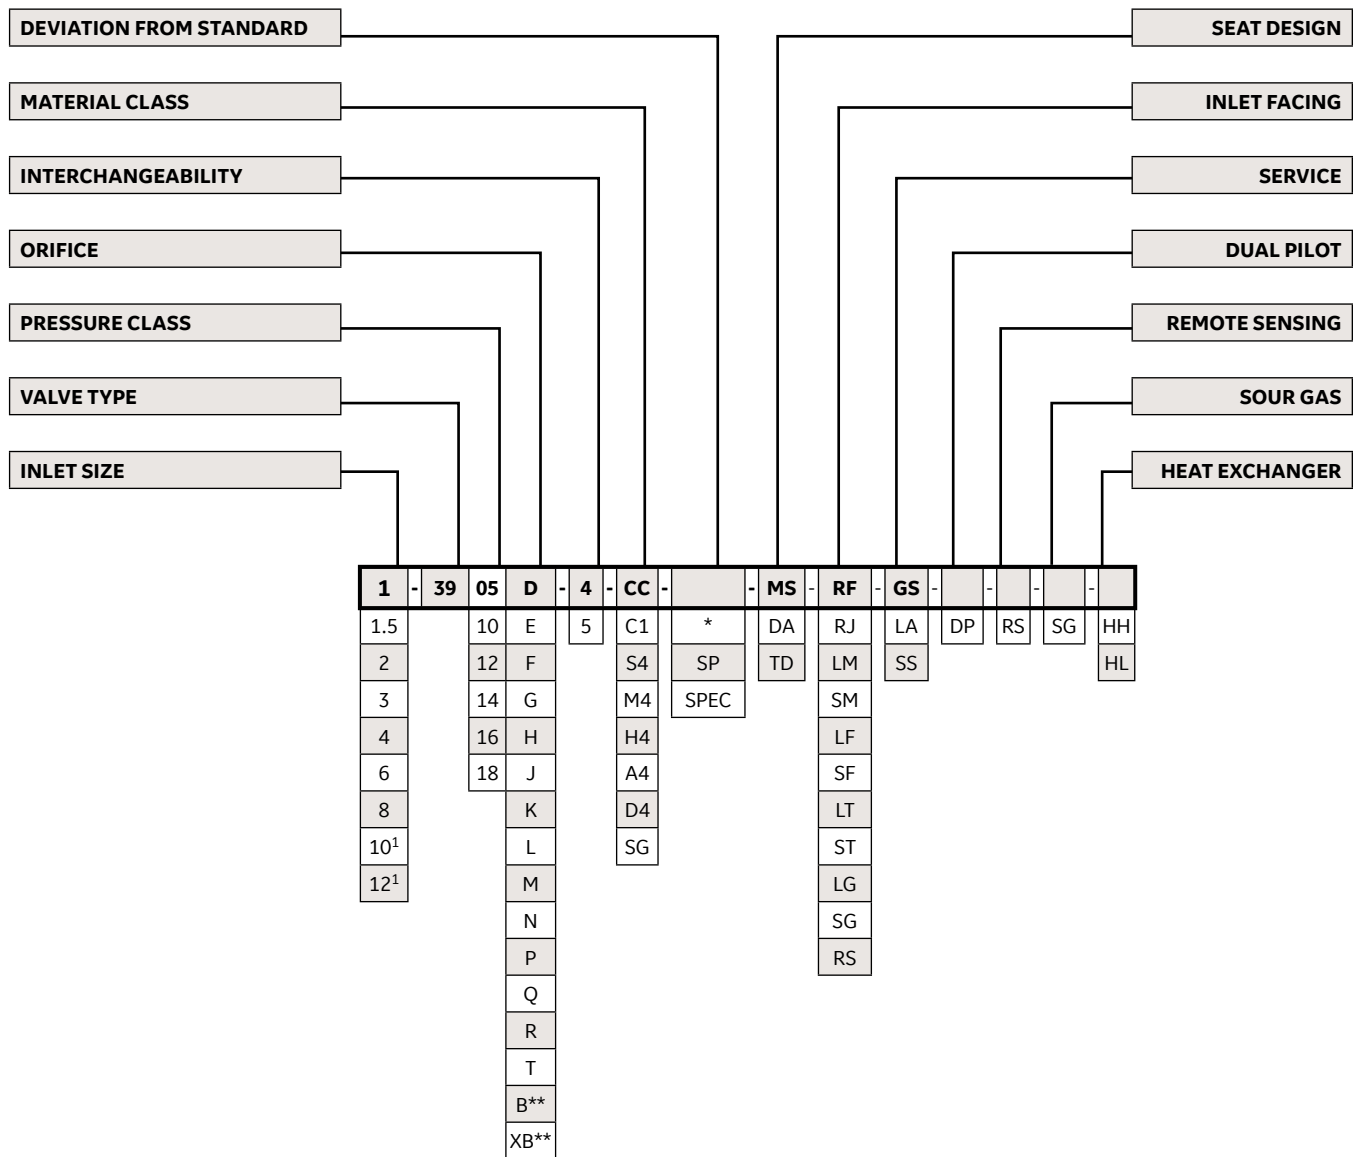 DEVIATION FROM STANDARD
SEAT DESIGN
MATERIAL CLASS
INLET FACING
INTERCHANGEABILITY
SERVICE
ORIFICE
DUAL PILOT
PRESSURE CLASS
REMOTE SENSING
VALVE TYPE
SOUR GAS
INLET SIZE
HEAT EXCHANGER
1 - 39 05 D - 4 - CC - - MS - RF - GS - - - -
1.5 10 E 5 C1 * DA RJ LA DP RS SG HH
2 12 F S4 SP TD LM SS HL
3 14 G M4 SPEC SM
4 16 H H4 LF
6 18 J A4 SF
8 K D4 LT
10¹ L SG ST
12¹ M LG
N SG
P RS
Q
R
T
B**
XB**